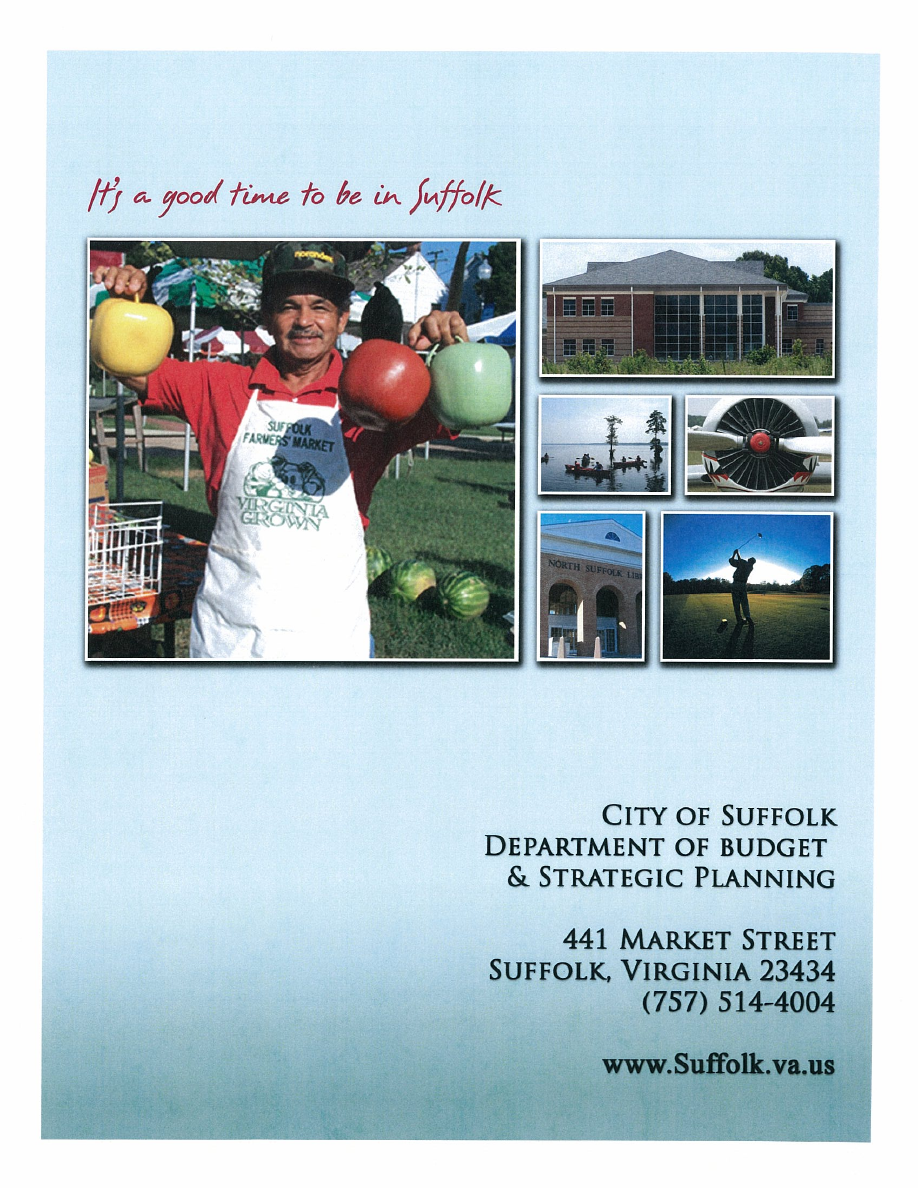 It's a good time to be in Suffolk
norandex
SUFFOLK
FARMERS' MARKET
VIRGINIA
GROWN
NORTH SUFFOLK LIB
CITY OF SUFFOLK
DEPARTMENT OF BUDGET
& STRATEGIC PLANNING
441 MARKET STREET
SUFFOLK, VIRGINIA 23434
(757) 514-4004
www.Suffolk.va.us